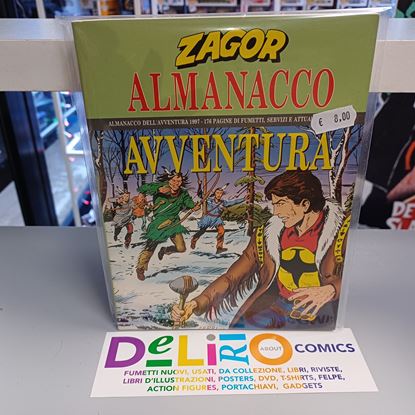 ZAGOR
ALMANACCO
ALMANACCO DELL'AVVENTURA 1997 - 176 PAGINE DI FUMETTI, SERVIZI E ATTUA
€ 8.00
AVVENTURA
DELIRIO ABOUT COMICS
FUMETTI NUOVI, USATI, DA COLLEZIONE, LIBRI, RIVISTE,
LIBRI D'ILLUSTRAZIONI, POSTERS, DVD, T-SHIRTS, FELPE,
ACTION FIGURES, PORTACHIAVI, GADGETS